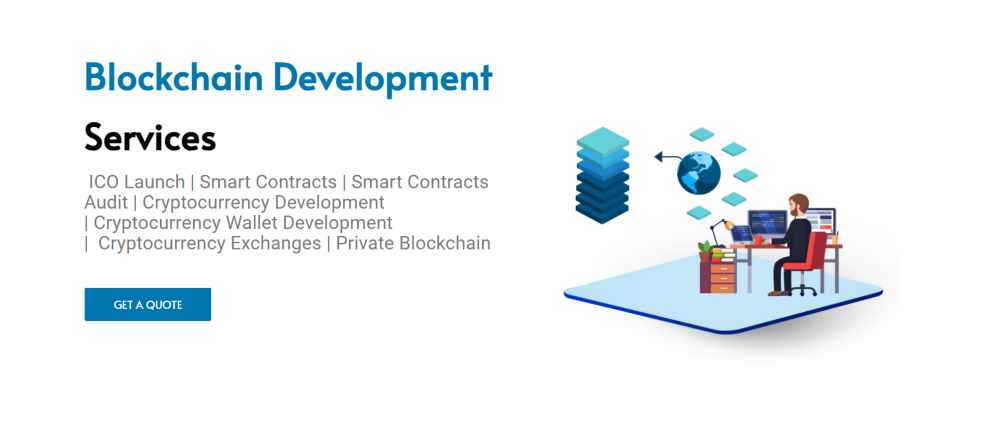 Blockchain Development
Services
ICO Launch | Smart Contracts | Smart Contracts
Audit | Cryptocurrency Development
| Cryptocurrency Wallet Development
| Cryptocurrency Exchanges | Private Blockchain
GET A QUOTE